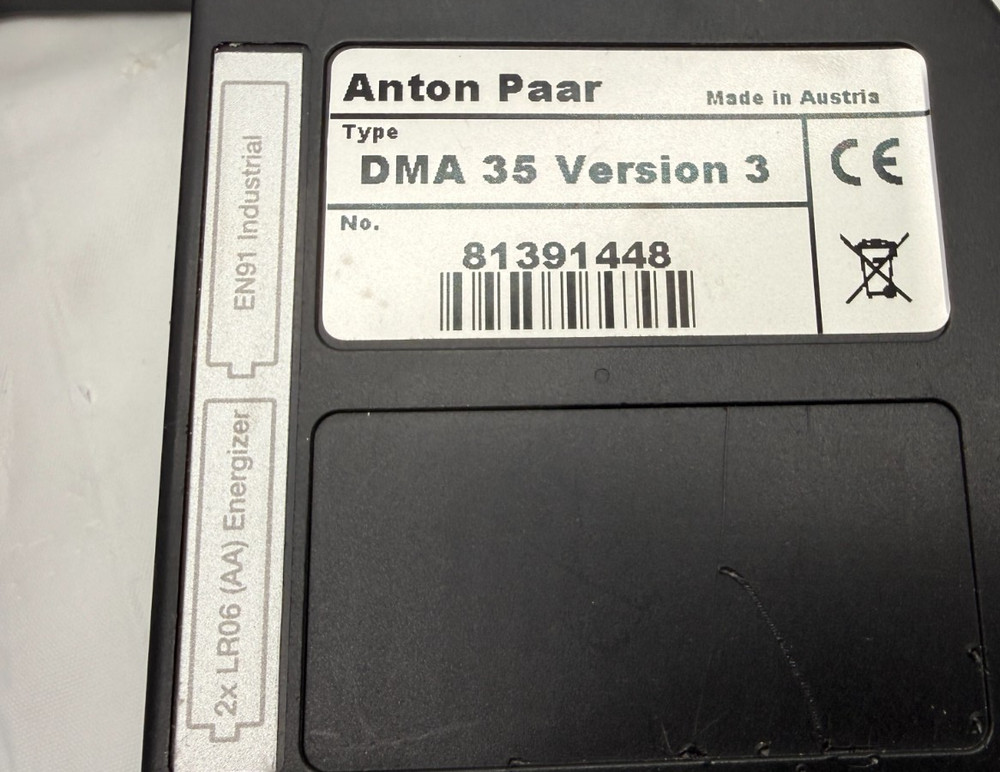 Anton Paar
Made in Austria
Type
DMA 35 Version 3
CE
No.
81391448
EN91 Industrial
2x LR06 (AA) Energizer